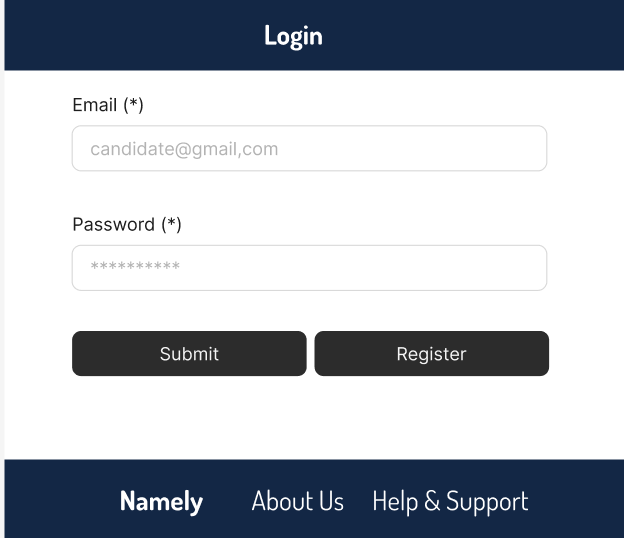 Login
Email (*)
candidate@gmail,com
Password (*)
**********
Submit Register
Namely About Us Help & Support